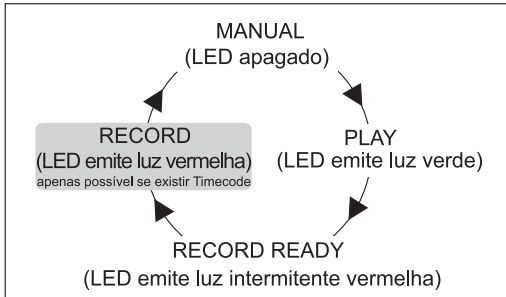 MANUAL
(LED apagado)
RECORD
(LED emite luz vermelha)
apenas possível se existir Timecode
PLAY
(LED emite luz verde)
RECORD READY
(LED emite luz intermitente vermelha)